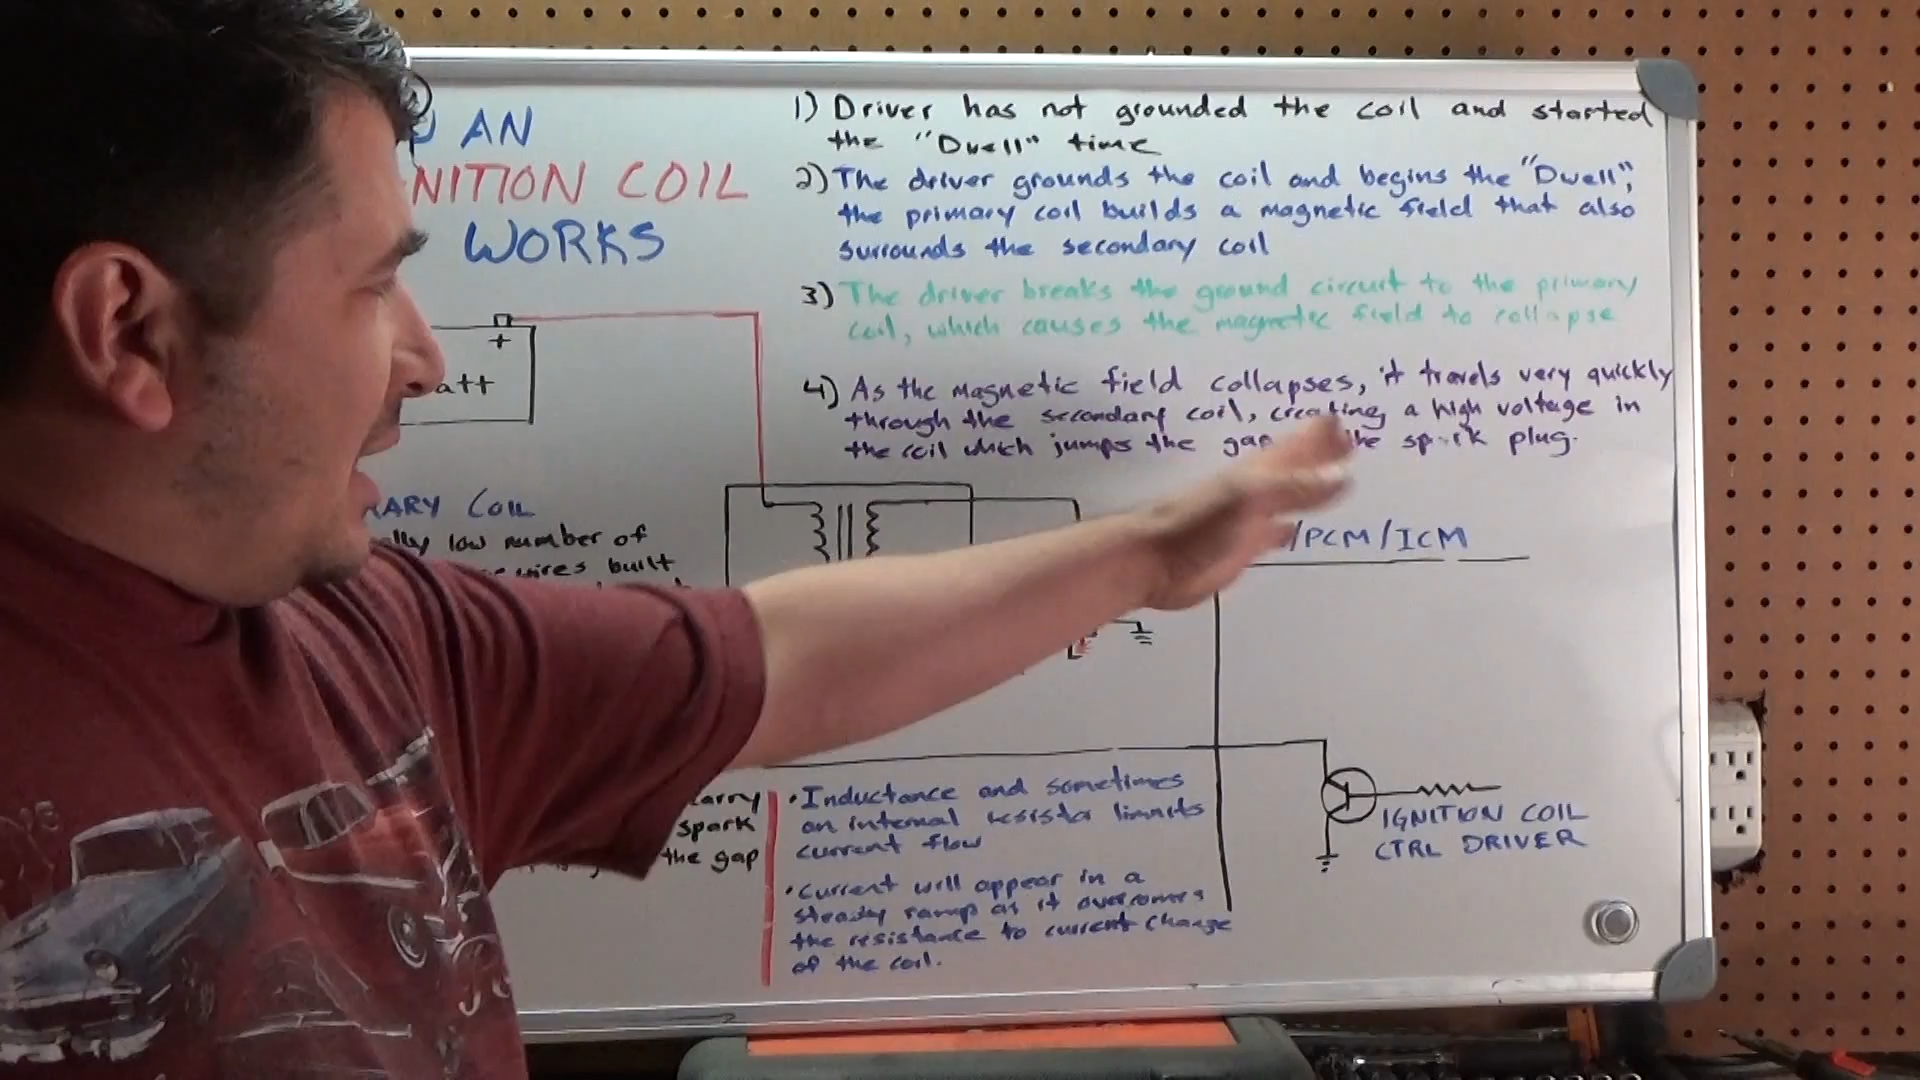 AN
NITION COIL
WORKS
1) Driver has not grounded the coil and started
the "Dwell" time
2) The driver grounds the coil and begins the "Dwell",
the primary coil builds a magnetic field that also
surrounds the secondary coil
3) The driver breaks the ground circuit to the primary
coil, which causes the magnetic field to collapse
4) As the magnetic field collapses, it travels very quickly
through the secondary coil, creating a high voltage in
the coil which jumps the gap the spark plug.
+
att
RARY COIL
ally low number of
wires built
/PCM/ICM
carry
spark
the gap
• Inductance and sometimes
an internal resistor limits
current flow
• Current will appear in a
steady ramp as it overcomes
the resistance to current change
of the coil.
IGNITION COIL
CTRL DRIVER